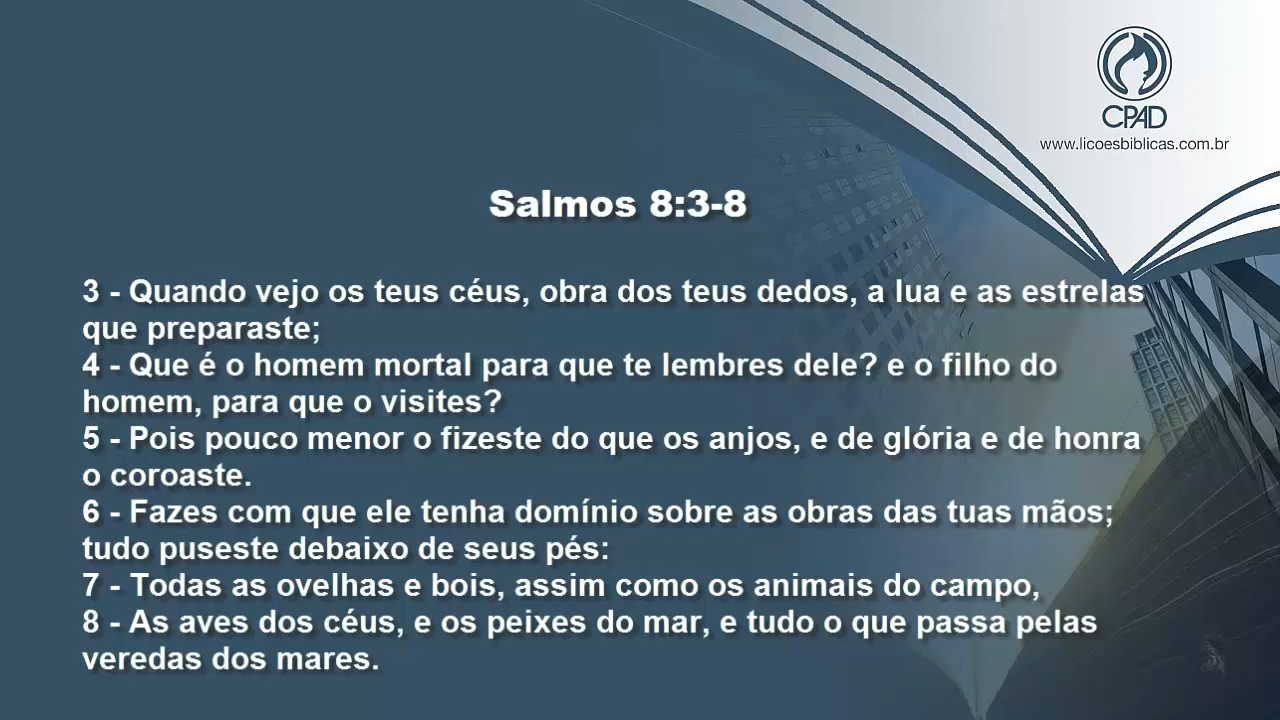 CPAD
www.licoesbiblicas.com.br
Salmos 8:3-8
3 - Quando vejo os teus céus, obra dos teus dedos, a lua e as estrelas
que preparaste;
4 - Que é o homem mortal para que te lembres dele? e o filho do
homem, para que o visites?
5 - Pois pouco menor o fizeste do que os anjos, e de glória e de honra
o coroaste.
6 - Fazes com que ele tenha domínio sobre as obras das tuas mãos;
tudo puseste debaixo de seus pés:
7 - Todas as ovelhas e bois, assim como os animais do campo,
8 - As aves dos céus, e os peixes do mar, e tudo o que passa pelas
veredas dos mares.